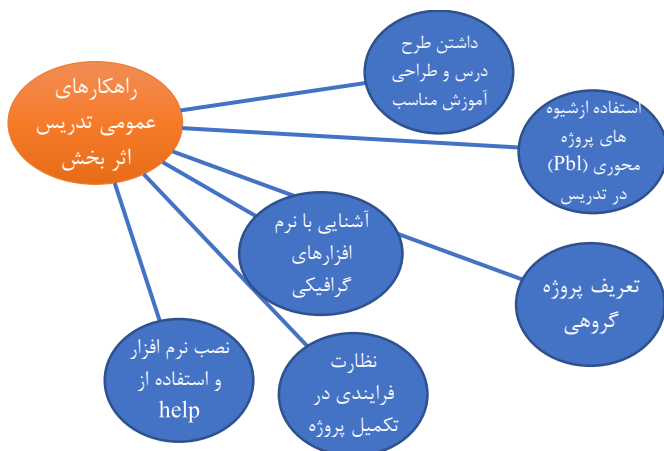 راهکارهای
عمومی تدریس
اثر بخش
داشتن طرح
درس و طراحی
آموزش مناسب
استفاده ازشیوه
های پروژه
محوری (Pbl)
در تدریس
آشنایی با نرم
افزارهای
گرافیکی
تعریف پروژه
گروهی
نظارت
فرایندی در
تکمیل پروژه
نصب نرم افزار
و استفاده از
help